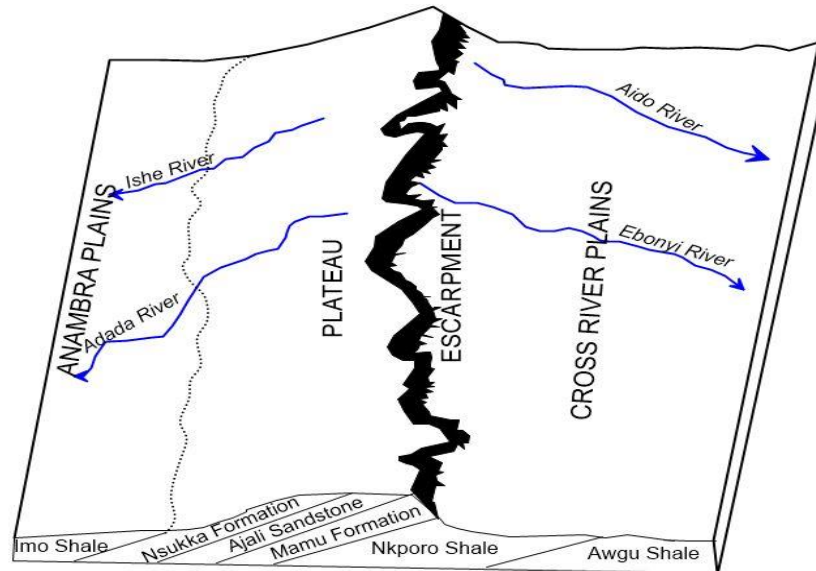 Aido River
Ishe River
ANAMBRA PLAINS
PLATEAU
ESCARPMENT
CROSS RIVER PLAINS
Ebonyi River
Adada River
Imo Shale
Nsukka Formation
Ajali Sandstone
Mamu Formation
Nkporo Shale
Awgu Shale